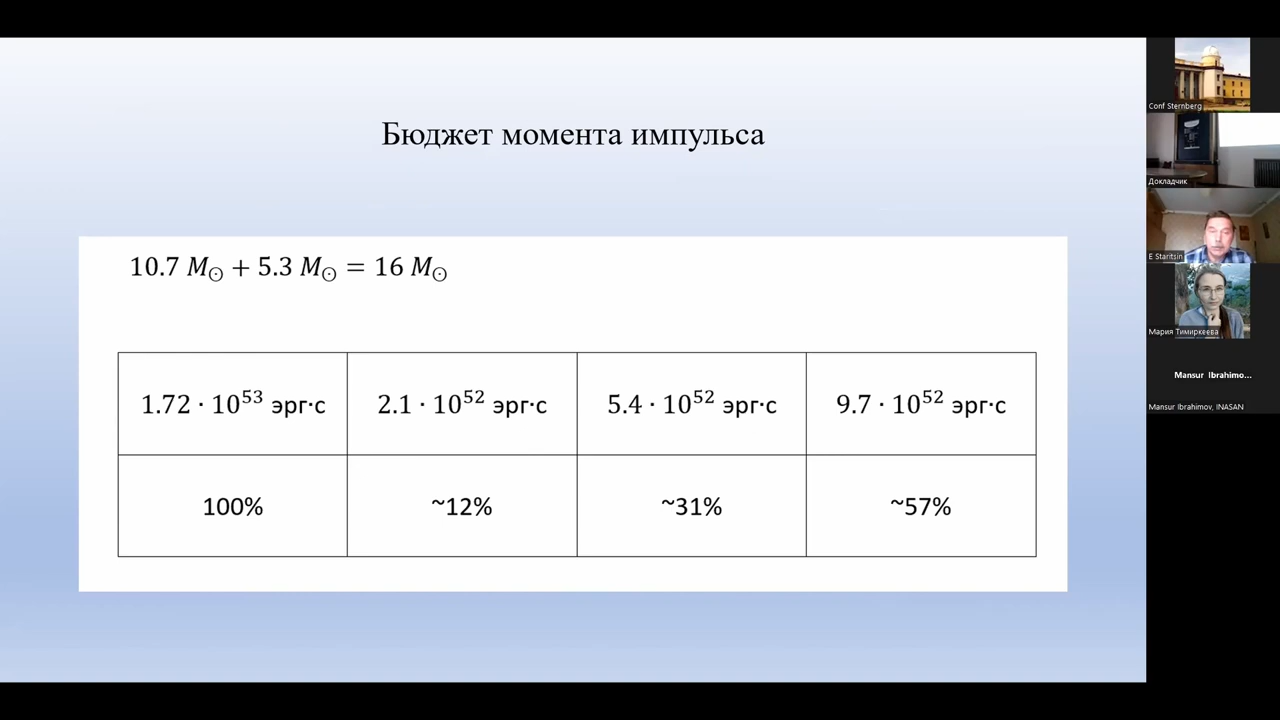 Бюджет момента импульса
10.7 M☉ + 5.3 M☉ = 16 M☉
1.72 · 10⁵³ эрг·с
2.1 · 10⁵² эрг·с
5.4 · 10⁵² эрг·с
9.7 · 10⁵² эрг·с
100%
~12%
~31%
~57%
Conf Sternberg
Докладчик
E Staritsin
Мария Тимиркеева
Mansur Ibrahimo...
Mansur Ibrahimov, INASAN